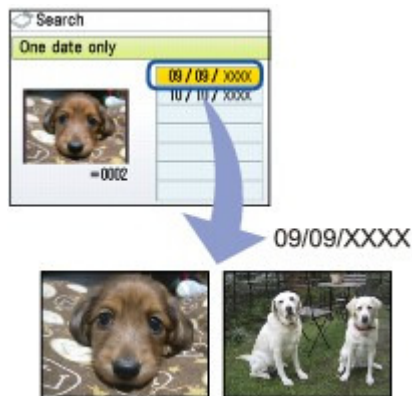 Search
One date only
09/09/XXXX
10/10/XXXX
=0002
09/09/XXXX